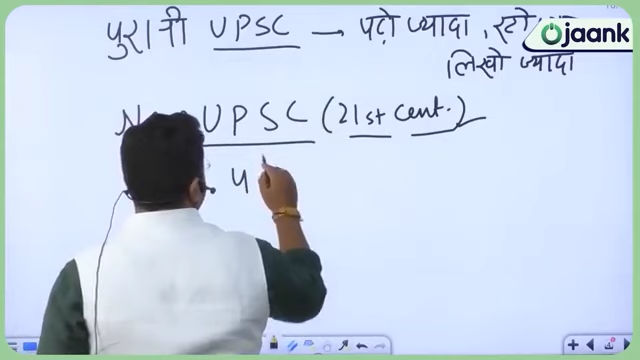 पुरानी UPSC → पढ़ो ज्यादा,
Ojaank
लिखो ज्यादा
UPSC (21st cent.)